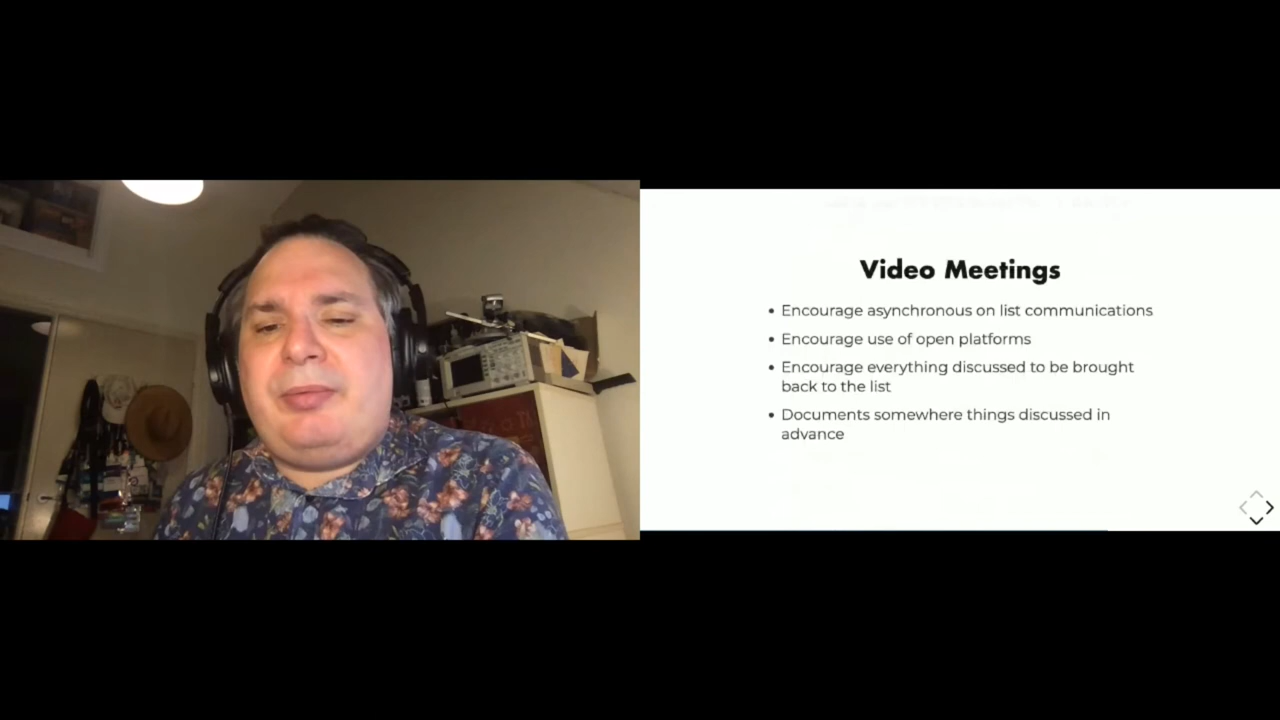 Video Meetings
Encourage asynchronous on list communications
Encourage use of open platforms
Encourage everything discussed to be brought
back to the list
Documents somewhere things discussed in
advance